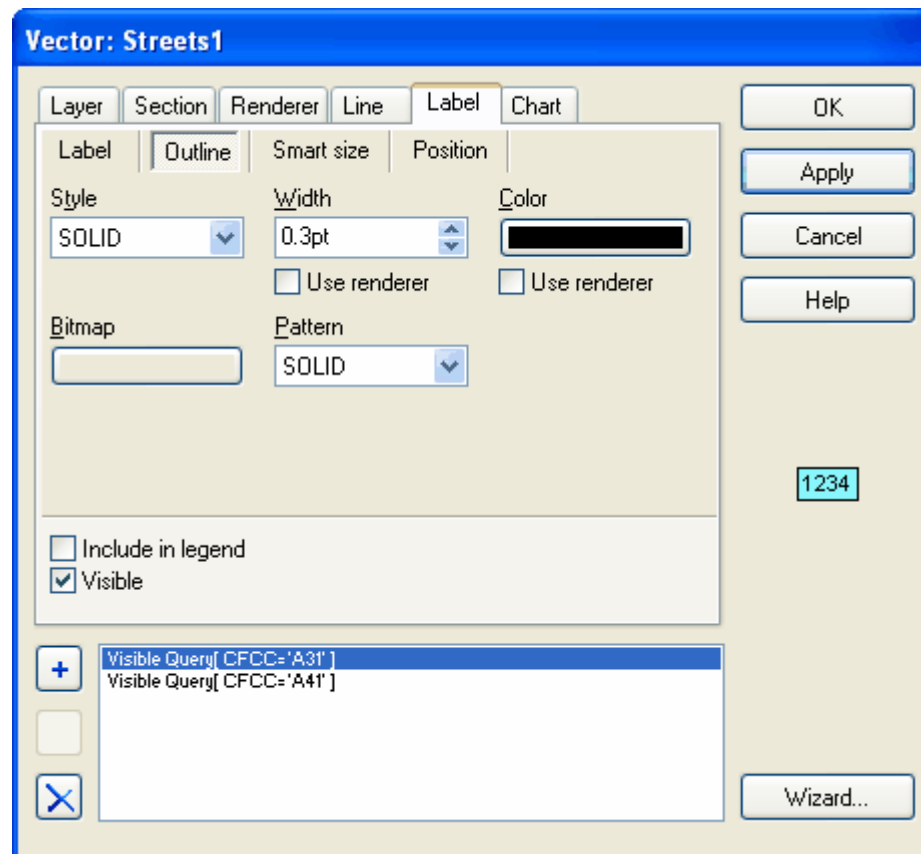 Vector: Streets1
Layer Section Renderer Line Label Chart
OK
Label Outline Smart size Position
Apply
Style Width Color
SOLID 0.3pt
Cancel
Use renderer Use renderer
Help
Bitmap Pattern
SOLID
1234
Include in legend
Visible
+
Visible Query[ CFCC='A31' ]
Visible Query[ CFCC='A41' ]
Wizard...